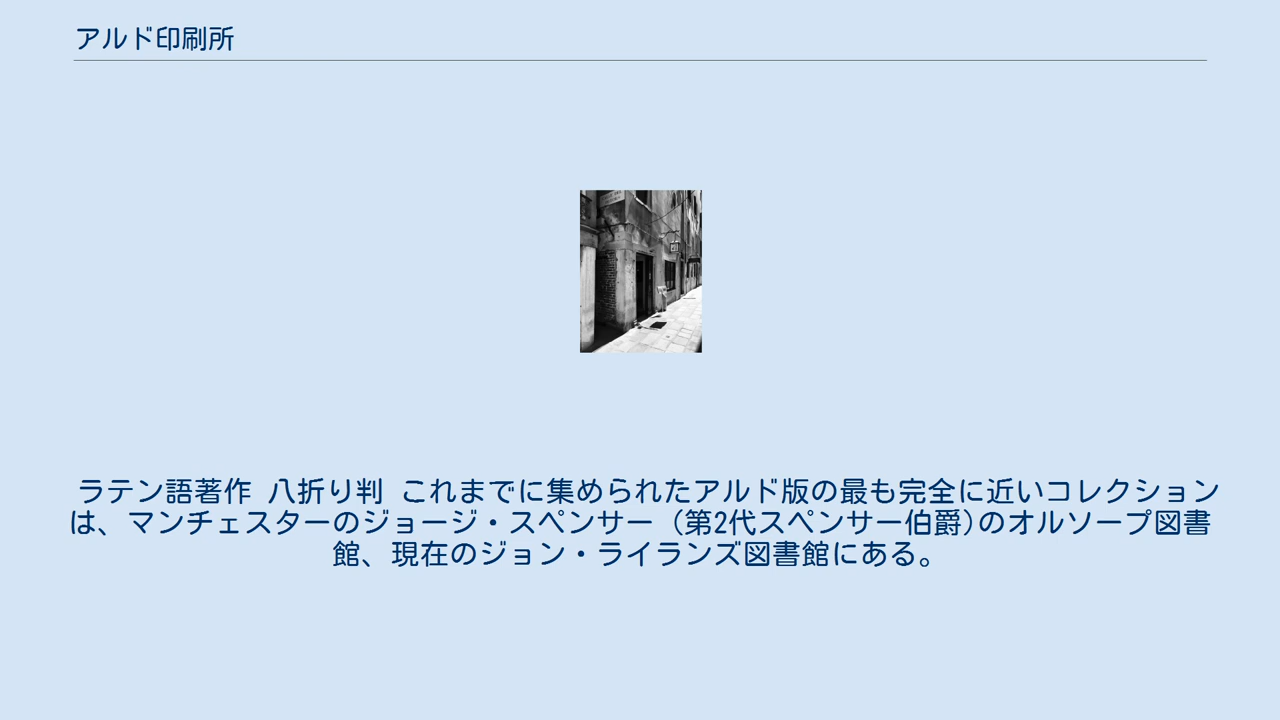 アルド印刷所
ラテン語著作 八折り判 これまでに集められたアルド版の最も完全に近いコレクション
は、マンチェスターのジョージ・スペンサー (第2代スペンサー伯爵)のオルソープ図書
館、現在のジョン・ライランズ図書館にある。